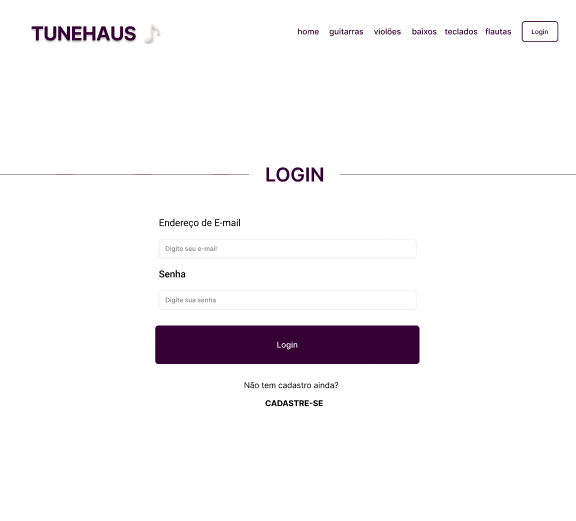 TUNEHAUS
home guitarras violões baixos teclados flautas Login
LOGIN
Endereço de E-mail
Digite seu e-mail
Senha
Digite sua senha
Login
Não tem cadastro ainda?
CADASTRE-SE